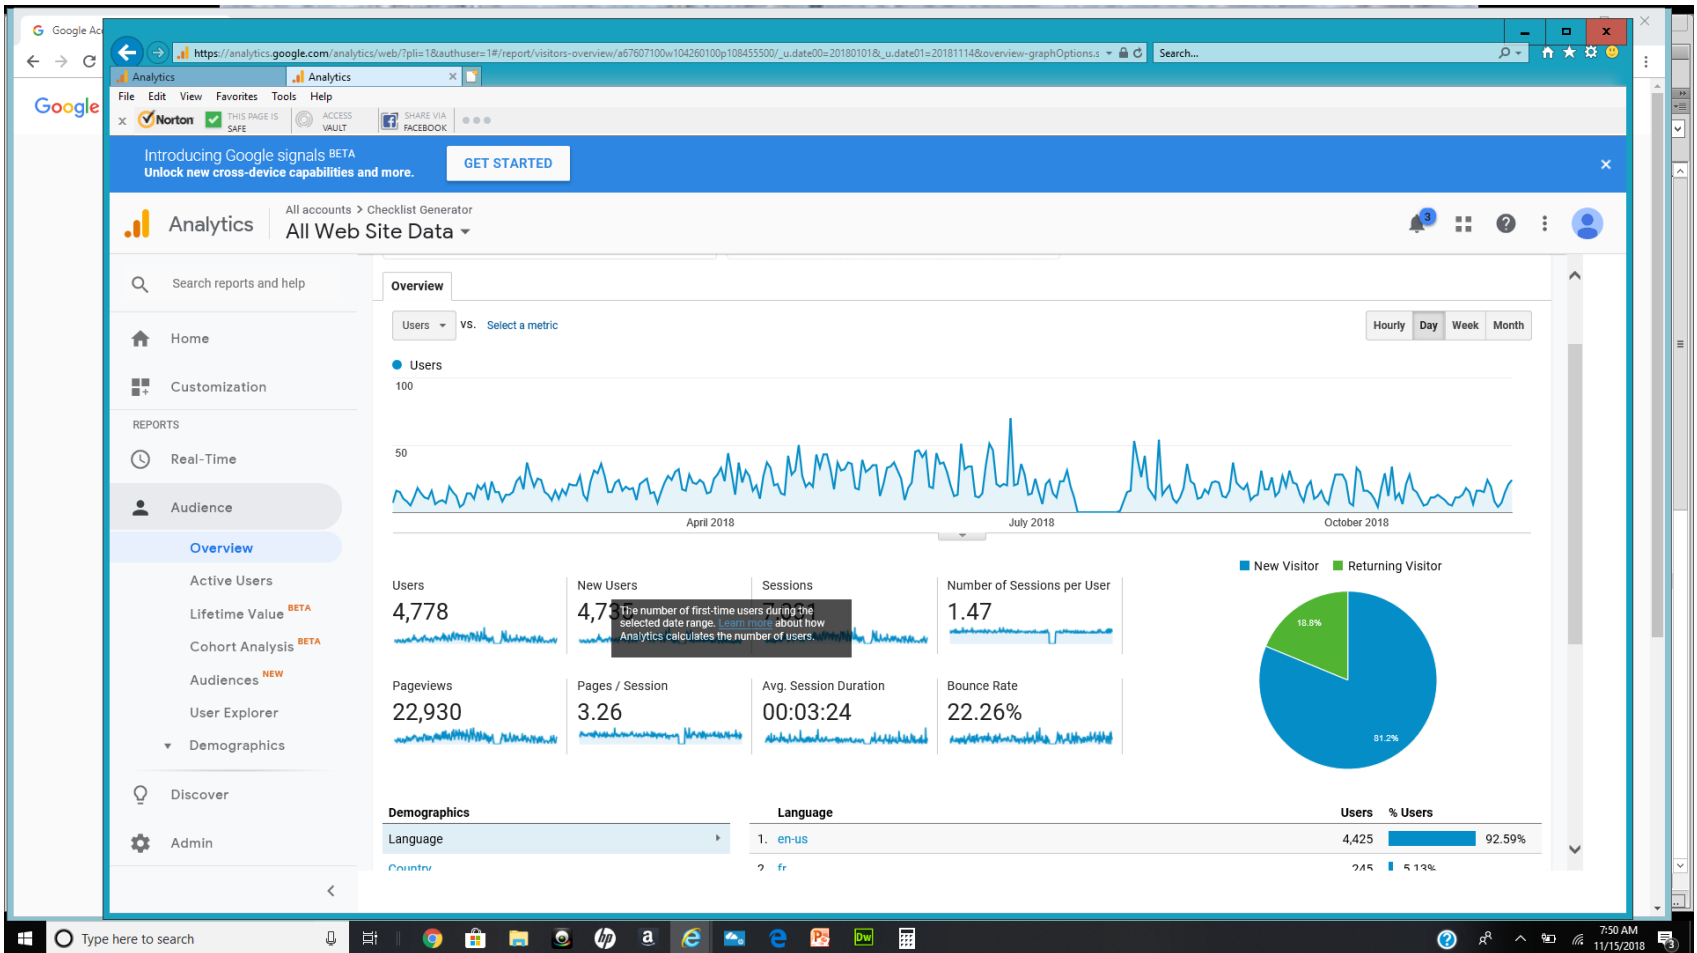 Google Ac
https://analytics.google.com/analytics/web/?pli=1&authuser=1#/report/visitors-overview/a67607100w104260100p108455500/_u.date00=20180101&_u.date01=20181114&overview-graphOptions.s
Search...
Analytics
Analytics
File Edit View Favorites Tools Help
Google
x Norton THIS PAGE IS SAFE ACCESS VAULT SHARE VIA FACEBOOK
Introducing Google signals BETA
Unlock new cross-device capabilities and more.
GET STARTED
Analytics
All accounts > Checklist Generator
All Web Site Data
3
Search reports and help
Home
Customization
REPORTS
Real-Time
Audience
Overview
Active Users
Lifetime Value BETA
Cohort Analysis BETA
Audiences NEW
User Explorer
Demographics
Discover
Admin
Overview
Users VS. Select a metric
Hourly Day Week Month
Users
100
50
April 2018 July 2018 October 2018
New Visitor Returning Visitor
Users New Users Sessions Number of Sessions per User
4,778 1.47
The number of first-time users during the
selected date range. Learn more about how
Analytics calculates the number of users.
18.8%
81.2%
Pageviews Pages / Session Avg. Session Duration Bounce Rate
22,930 3.26 00:03:24 22.26%
Demographics Language Users % Users
Language 1. en-us 4,425 92.59%
Country 2. fr 245 5.13%
Type here to search
7:50 AM
11/15/2018
3